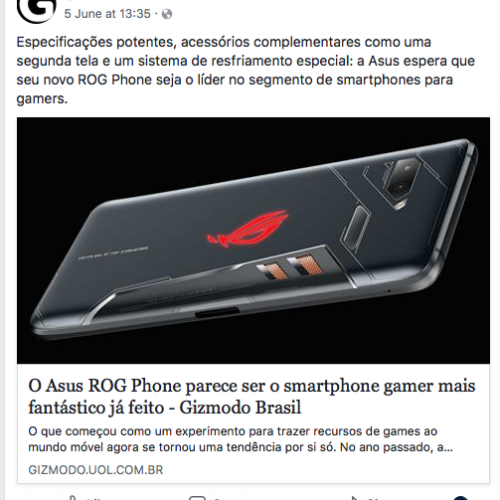 5 June at 13:35 ·
Especificações potentes, acessórios complementares como uma
segunda tela e um sistema de resfriamento especial: a Asus espera que
seu novo ROG Phone seja o líder no segmento de smartphones para
gamers.
O Asus ROG Phone parece ser o smartphone gamer mais
fantástico já feito - Gizmodo Brasil
O que começou como um experimento para trazer recursos de games ao
mundo móvel agora se tornou uma tendência por si só. No ano passado, a...
GIZMODO.UOL.COM.BR